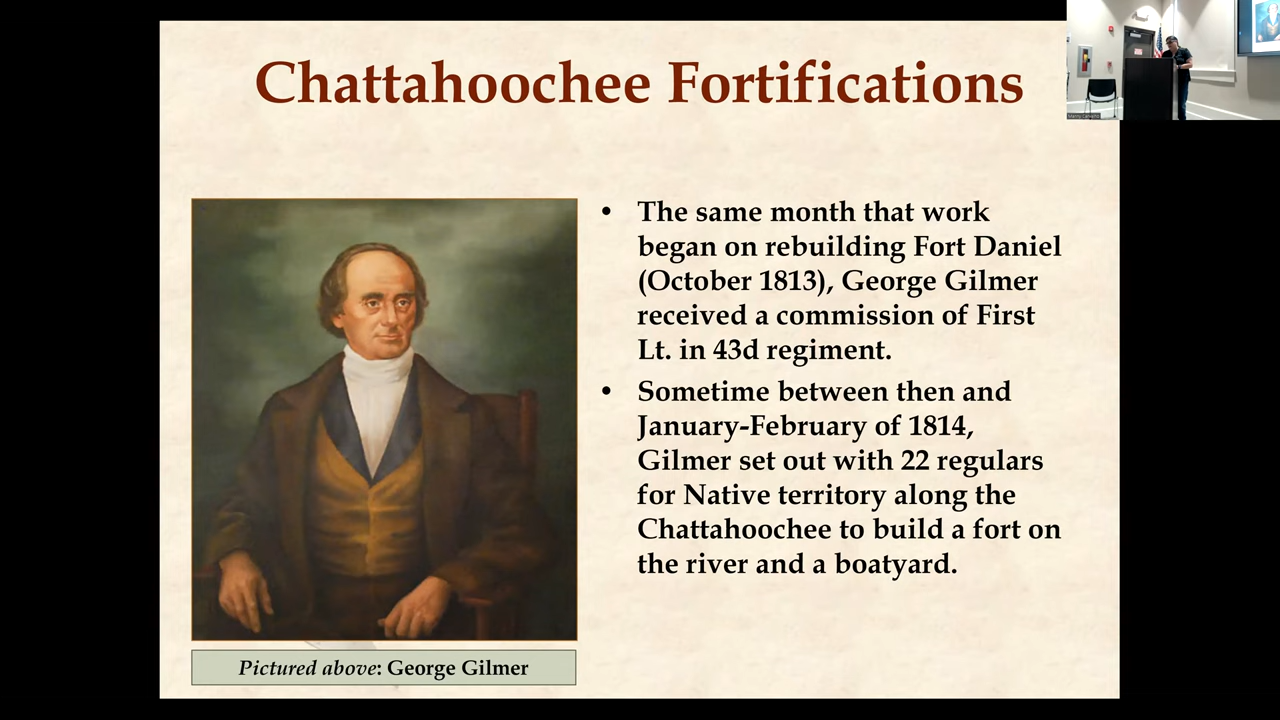 Chattahoochee Fortifications
• The same month that work
began on rebuilding Fort Daniel
(October 1813), George Gilmer
received a commission of First
Lt. in 43d regiment.
• Sometime between then and
January-February of 1814,
Gilmer set out with 22 regulars
for Native territory along the
Chattahoochee to build a fort on
the river and a boatyard.
Pictured above: George Gilmer